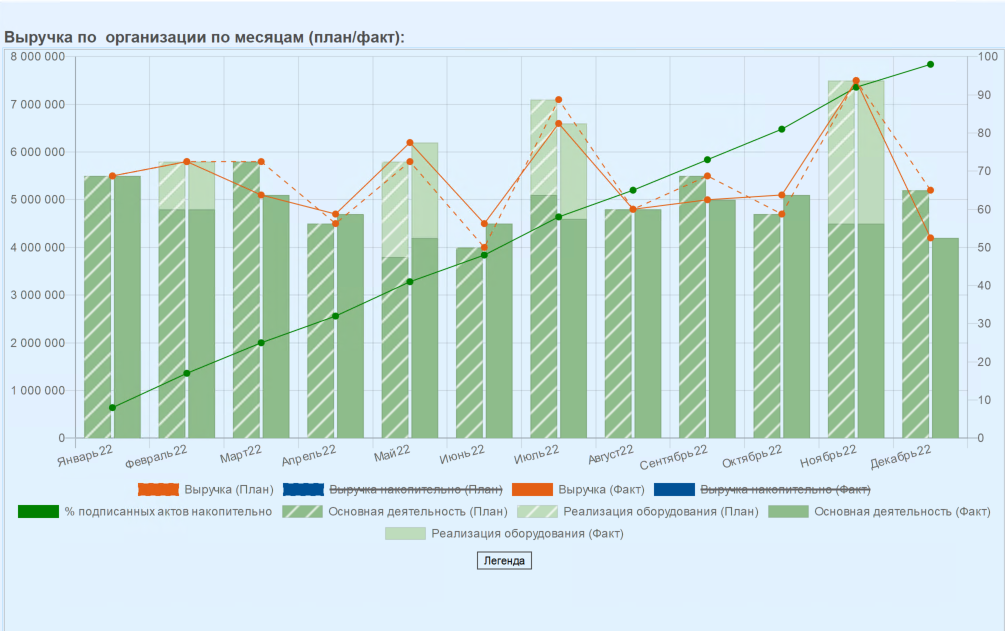 Выручка по организации по месяцам (план/факт):
8 000 000
100
7 000 000
90
80
6 000 000
70
5 000 000
60
4 000 000
50
3 000 000
40
30
2 000 000
20
1 000 000
10
0
0
Январь22 Февраль22 Март22 Апрель22 Май22 Июнь22 Июль22 Август22 Сентябрь22 Октябрь22 Ноябрь22 Декабрь22
Выручка (План) Выручка накопительно (План) Выручка (Факт) Выручка накопительно (Факт)
% подписанных актов накопительно Основная деятельность (План) Реализация оборудования (План) Основная деятельность (Факт)
Реализация оборудования (Факт)
Легенда